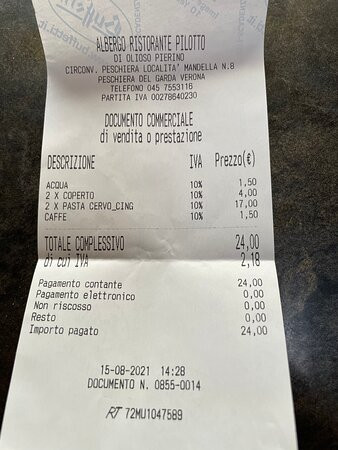 buffetti.it
Buffetti
ALBERGO RISTORANTE PILOTTO
DI OLIOSO PIERINO
CIRCONV. PESCHIERA LOCALITA' MANDELLA N.8
PESCHIERA DEL GARDA VERONA
TELEFONO 045 7553116
PARTITA IVA 00278640230
DOCUMENTO COMMERCIALE
di vendita o prestazione
DESCRIZIONE IVA Prezzo(€)
ACQUA 10% 1,50
2 X COPERTO 10% 4,00
2 X PASTA CERVO_CING 10% 17,00
CAFFE 10% 1,50
TOTALE COMPLESSIVO 24,00
di cui IVA 2,18
Pagamento contante 24,00
Pagamento elettronico 0,00
Non riscosso 0,00
Resto 0,00
Importo pagato 24,00
15-08-2021 14:28
DOCUMENTO N. 0855-0014
RT 72MU1047589